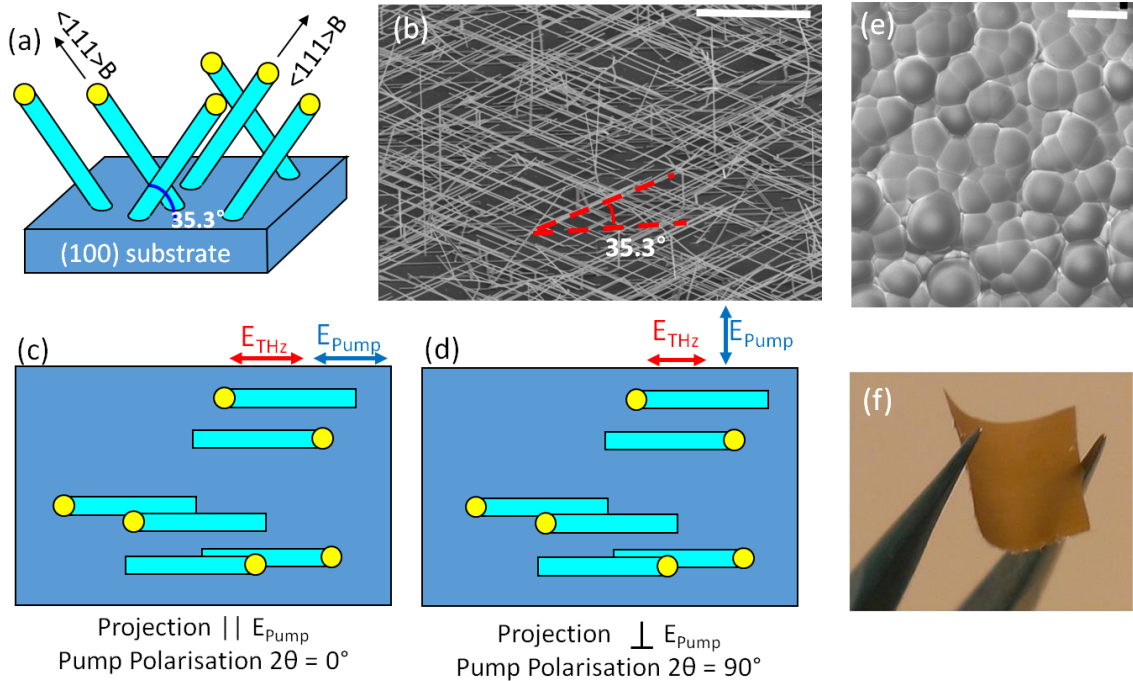 (a)
<111>B
<111>B
35.3°
(100) substrate
(b)
35.3°
(e)
(c)
E_THz
E_Pump
(d)
E_THz
E_Pump
(f)
Projection || E_Pump
Pump Polarisation 2θ = 0°
Projection ⊥ E_Pump
Pump Polarisation 2θ = 90°